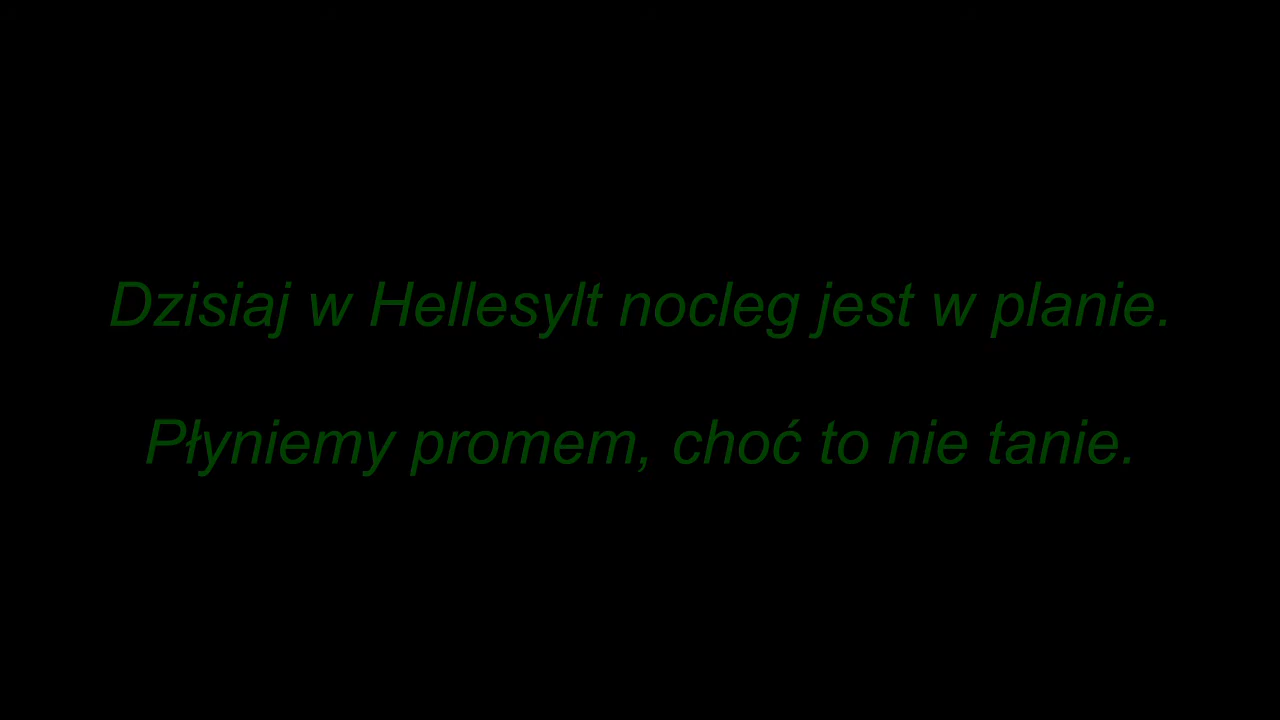 Dzisiaj w Hellesylt nocleg jest w planie.
Płyniemy promem, choć to nie tanie.